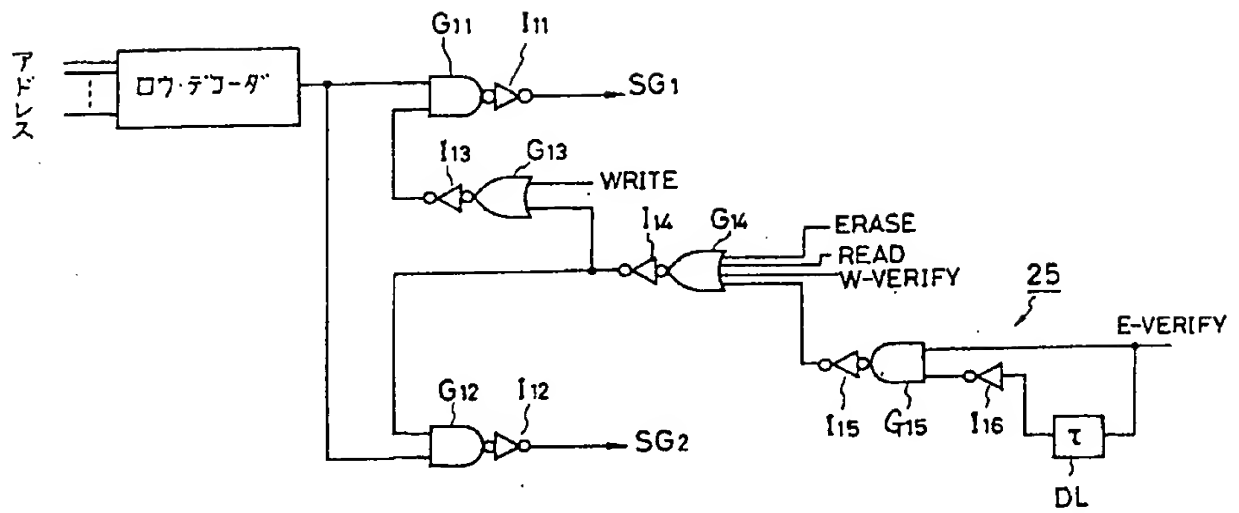 アドレス
ロウ・デコーダ
G11
I11
SG1
I13
G13
WRITE
I14
G14
ERASE
READ
W-VERIFY
25
E-VERIFY
I15
G15
I16
τ
DL
G12
I12
SG2